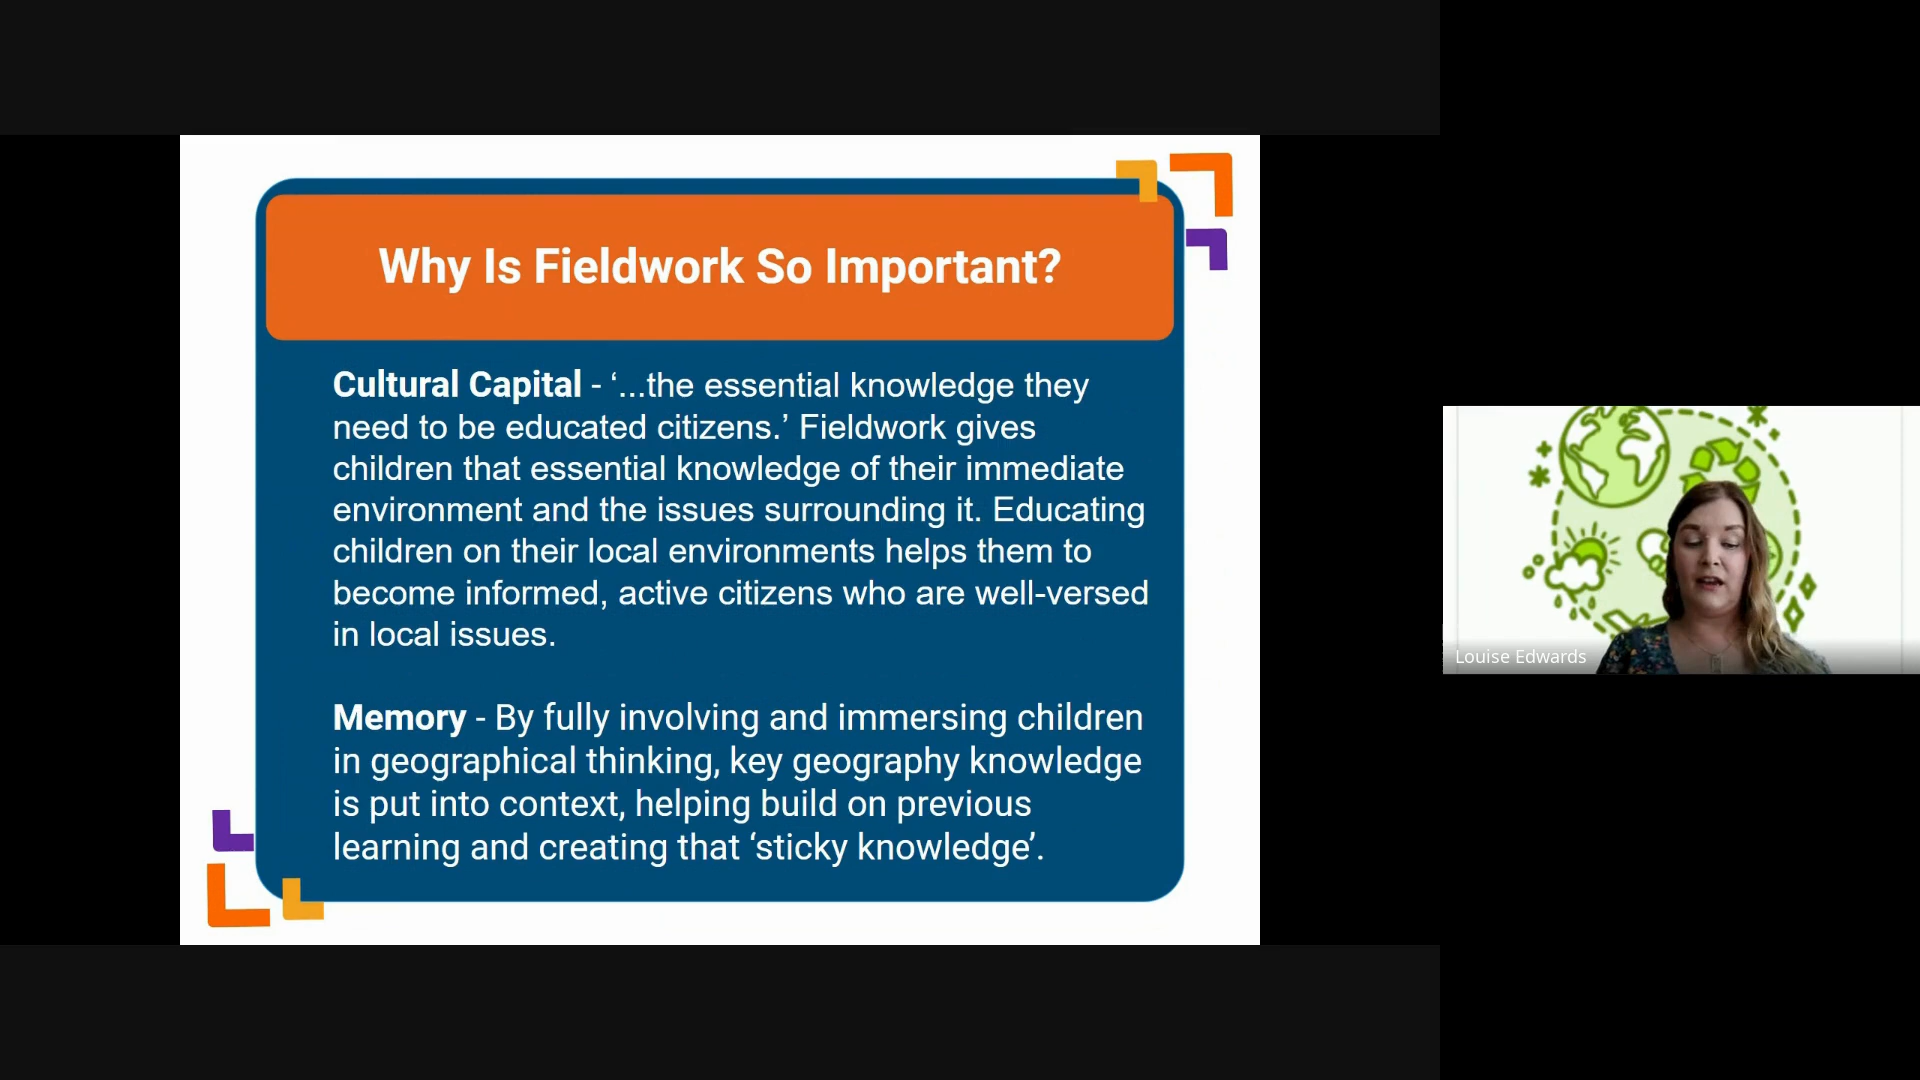 Why Is Fieldwork So Important?
Cultural Capital - ‘...the essential knowledge they
need to be educated citizens.’ Fieldwork gives
children that essential knowledge of their immediate
environment and the issues surrounding it. Educating
children on their local environments helps them to
become informed, active citizens who are well-versed
in local issues.
Memory - By fully involving and immersing children
in geographical thinking, key geography knowledge
is put into context, helping build on previous
learning and creating that ‘sticky knowledge’.
Louise Edwards